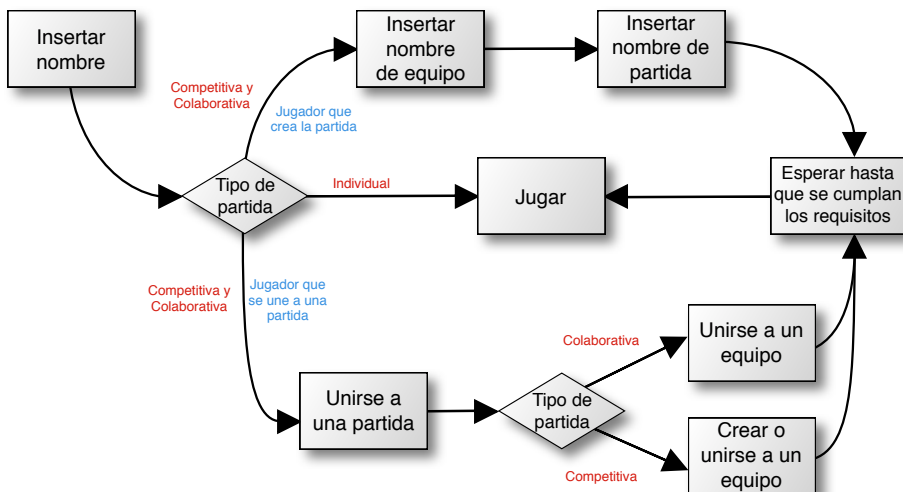 Insertar
nombre
Insertar
nombre
de equipo
Insertar
nombre de
partida
Competitiva y
Colaborativa
Jugador que
crea la partida
Tipo de
partida
Individual
Jugar
Esperar hasta
que se cumplan
los requisitos
Competitiva y
Colaborativa
Jugador que
se une a una
partida
Unirse a
una partida
Tipo de
partida
Colaborativa
Unirse a un
equipo
Competitiva
Crear o
unirse a un
equipo